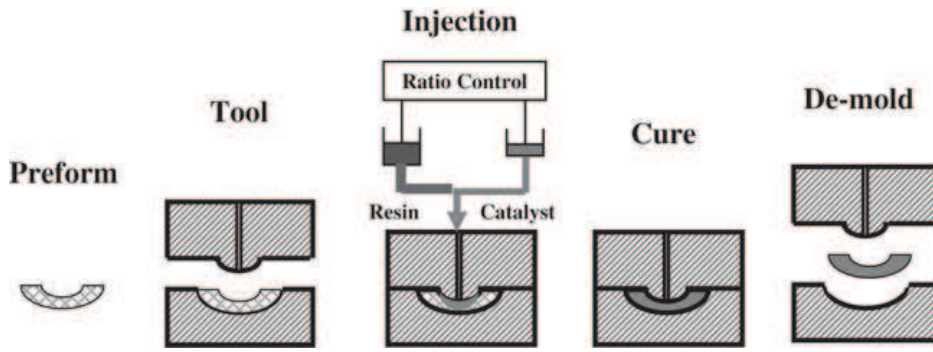 Injection
Ratio Control
Tool
De-mold
Cure
Preform
Resin
Catalyst